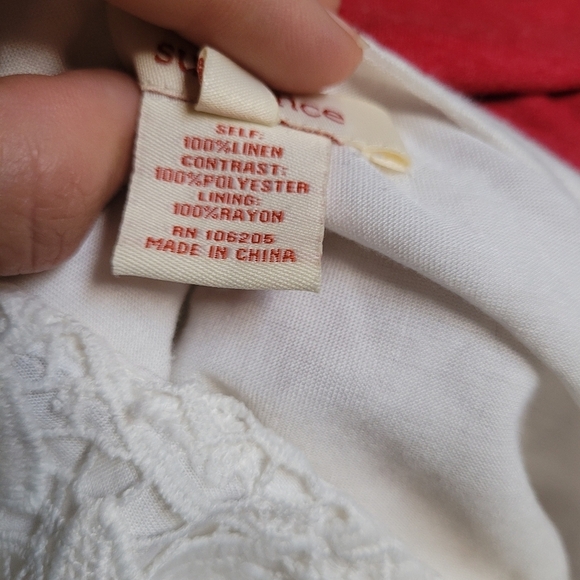 SELF:
100%LINEN
CONTRAST:
100%POLYESTER
LINING:
100%RAYON
RN 106205
MADE IN CHINA